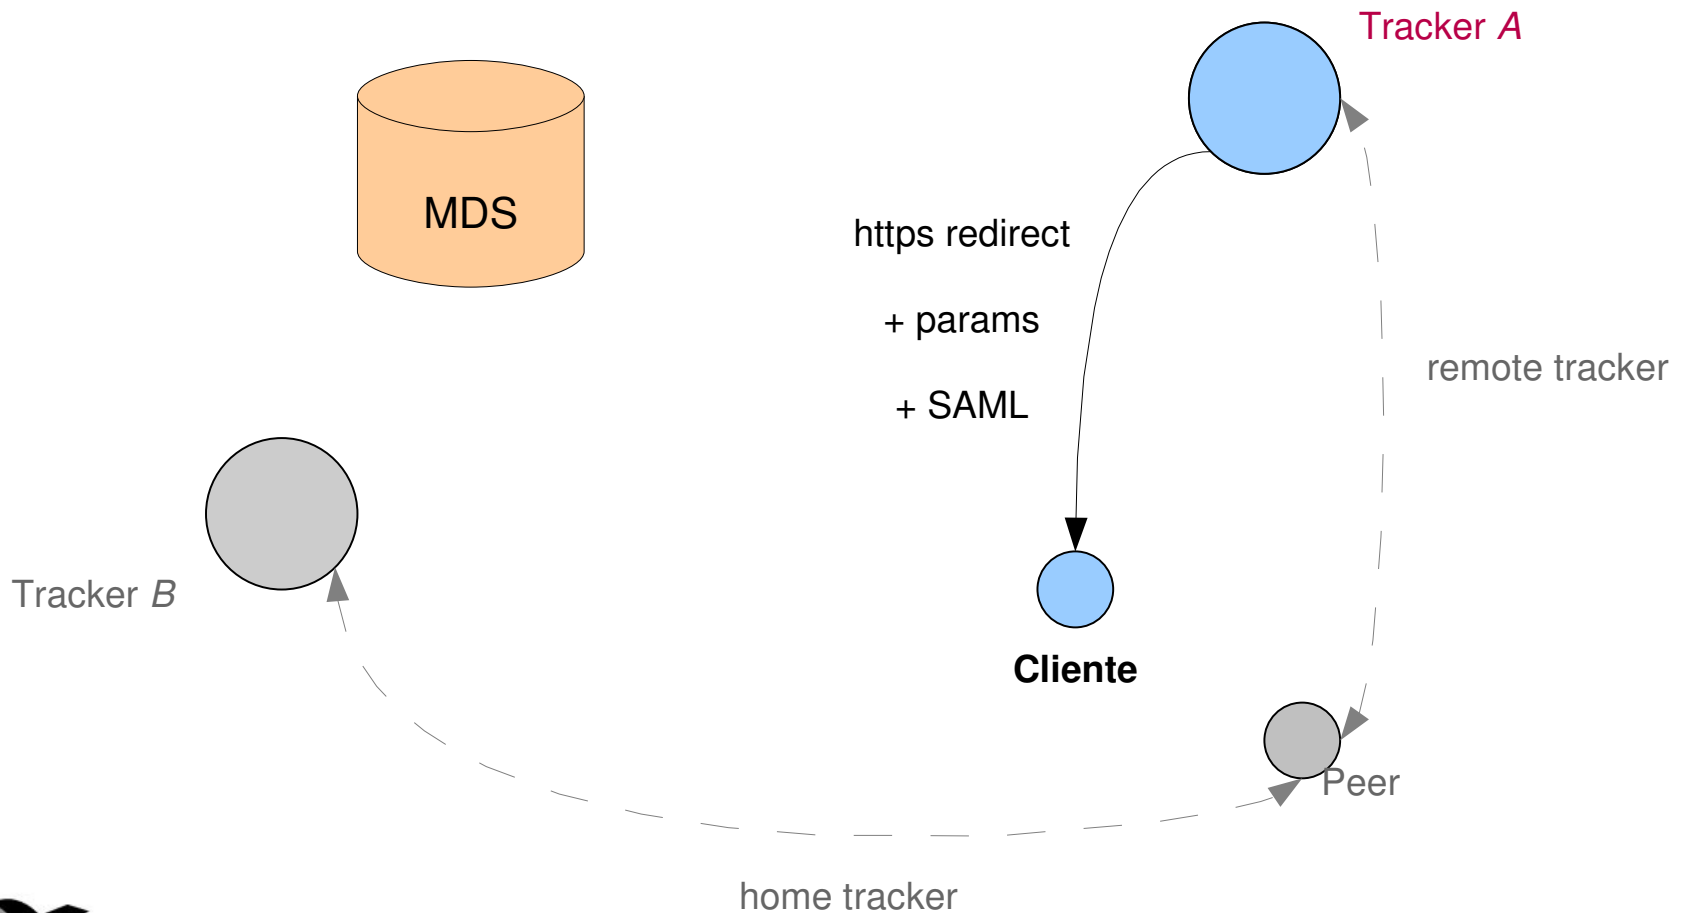 Tracker A
MDS
https redirect
+ params
+ SAML
remote tracker
Tracker B
Cliente
Peer
home tracker